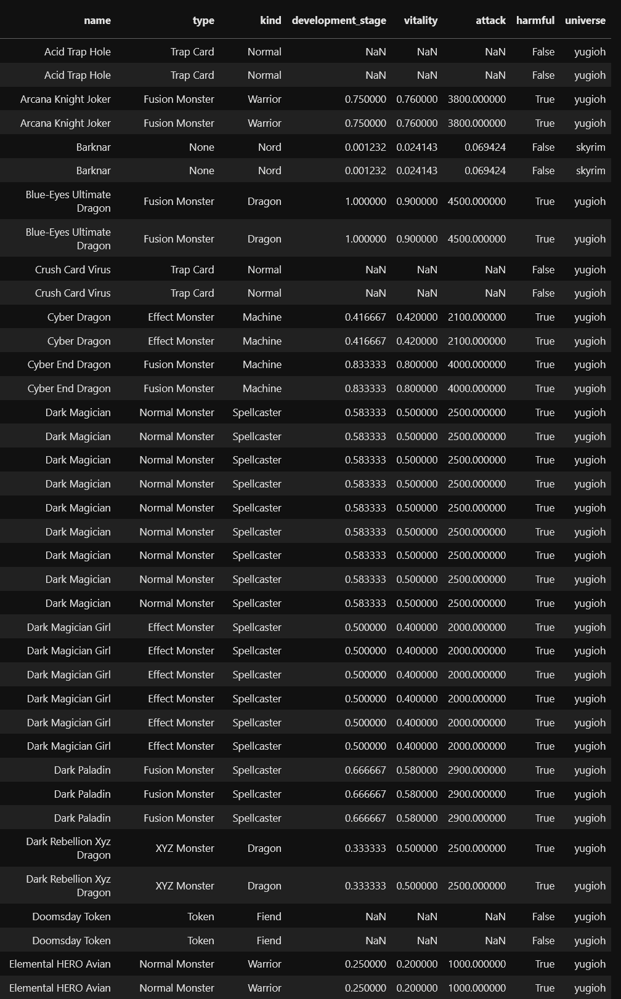 name type kind development_stage vitality attack harmful universe
Acid Trap Hole Trap Card Normal NaN NaN NaN False yugioh
Acid Trap Hole Trap Card Normal NaN NaN NaN False yugioh
Arcana Knight Joker Fusion Monster Warrior 0.750000 0.760000 3800.000000 True yugioh
Arcana Knight Joker Fusion Monster Warrior 0.750000 0.760000 3800.000000 True yugioh
Barknar None Nord 0.001232 0.024143 0.069424 False skyrim
Barknar None Nord 0.001232 0.024143 0.069424 False skyrim
Blue-Eyes Ultimate
Dragon Fusion Monster Dragon 1.000000 0.900000 4500.000000 True yugioh
Blue-Eyes Ultimate
Dragon Fusion Monster Dragon 1.000000 0.900000 4500.000000 True yugioh
Crush Card Virus Trap Card Normal NaN NaN NaN False yugioh
Crush Card Virus Trap Card Normal NaN NaN NaN False yugioh
Cyber Dragon Effect Monster Machine 0.416667 0.420000 2100.000000 True yugioh
Cyber Dragon Effect Monster Machine 0.416667 0.420000 2100.000000 True yugioh
Cyber End Dragon Fusion Monster Machine 0.833333 0.800000 4000.000000 True yugioh
Cyber End Dragon Fusion Monster Machine 0.833333 0.800000 4000.000000 True yugioh
Dark Magician Normal Monster Spellcaster 0.583333 0.500000 2500.000000 True yugioh
Dark Magician Normal Monster Spellcaster 0.583333 0.500000 2500.000000 True yugioh
Dark Magician Normal Monster Spellcaster 0.583333 0.500000 2500.000000 True yugioh
Dark Magician Normal Monster Spellcaster 0.583333 0.500000 2500.000000 True yugioh
Dark Magician Normal Monster Spellcaster 0.583333 0.500000 2500.000000 True yugioh
Dark Magician Normal Monster Spellcaster 0.583333 0.500000 2500.000000 True yugioh
Dark Magician Normal Monster Spellcaster 0.583333 0.500000 2500.000000 True yugioh
Dark Magician Normal Monster Spellcaster 0.583333 0.500000 2500.000000 True yugioh
Dark Magician Normal Monster Spellcaster 0.583333 0.500000 2500.000000 True yugioh
Dark Magician Girl Effect Monster Spellcaster 0.500000 0.400000 2000.000000 True yugioh
Dark Magician Girl Effect Monster Spellcaster 0.500000 0.400000 2000.000000 True yugioh
Dark Magician Girl Effect Monster Spellcaster 0.500000 0.400000 2000.000000 True yugioh
Dark Magician Girl Effect Monster Spellcaster 0.500000 0.400000 2000.000000 True yugioh
Dark Magician Girl Effect Monster Spellcaster 0.500000 0.400000 2000.000000 True yugioh
Dark Magician Girl Effect Monster Spellcaster 0.500000 0.400000 2000.000000 True yugioh
Dark Paladin Fusion Monster Spellcaster 0.666667 0.580000 2900.000000 True yugioh
Dark Paladin Fusion Monster Spellcaster 0.666667 0.580000 2900.000000 True yugioh
Dark Paladin Fusion Monster Spellcaster 0.666667 0.580000 2900.000000 True yugioh
Dark Rebellion Xyz
Dragon XYZ Monster Dragon 0.333333 0.500000 2500.000000 True yugioh
Dark Rebellion Xyz
Dragon XYZ Monster Dragon 0.333333 0.500000 2500.000000 True yugioh
Doomsday Token Token Fiend NaN NaN NaN False yugioh
Doomsday Token Token Fiend NaN NaN NaN False yugioh
Elemental HERO Avian Normal Monster Warrior 0.250000 0.200000 1000.000000 True yugioh
Elemental HERO Avian Normal Monster Warrior 0.250000 0.200000 1000.000000 True yugioh